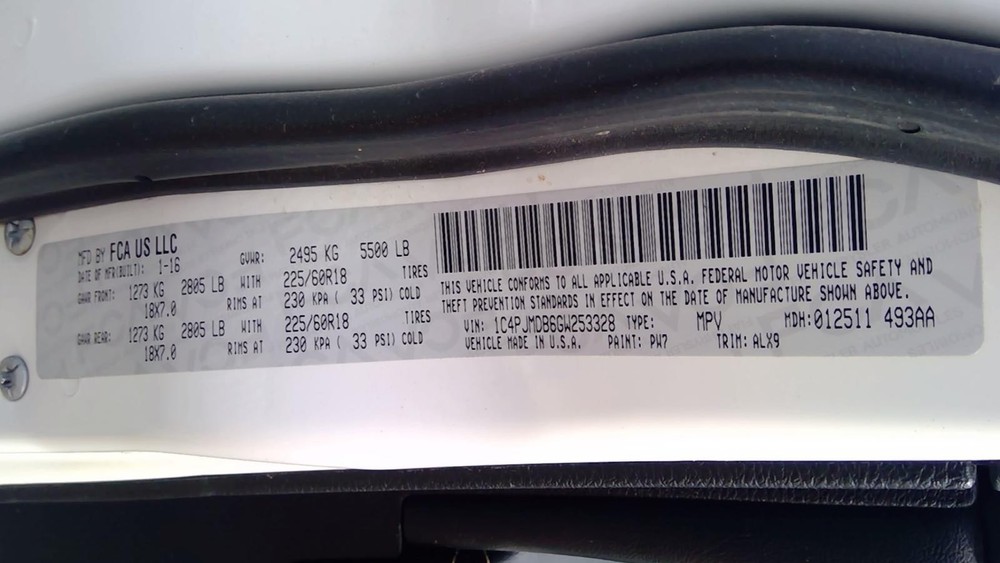 MFD BY FCA US LLC
DATE OF MFR(BUILT): 1-16 GVWR: 2495 KG 5500 LB
GAWR FRONT: 1273 KG 2805 LB WITH 225/60R18 TIRES
18X7.0 RIMS AT 230 KPA ( 33 PSI) COLD
GAWR REAR: 1273 KG 2805 LB WITH 225/60R18 TIRES
18X7.0 RIMS AT 230 KPA ( 33 PSI) COLD
THIS VEHICLE CONFORMS TO ALL APPLICABLE U.S.A. FEDERAL MOTOR VEHICLE SAFETY AND
THEFT PREVENTION STANDARDS IN EFFECT ON THE DATE OF MANUFACTURE SHOWN ABOVE.
VIN: 1C4PJMDB6GW253328 TYPE: MPV MDH:012511 493AA
VEHICLE MADE IN U.S.A. PAINT: PW7 TRIM: ALX9